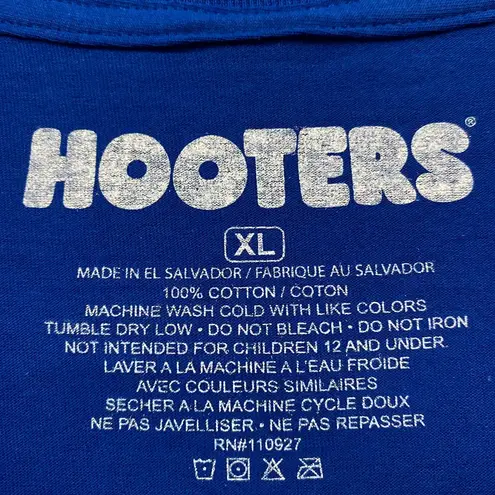 HOOTERS®
XL
MADE IN EL SALVADOR / FABRIQUE AU SALVADOR
100% COTTON / COTON
MACHINE WASH COLD WITH LIKE COLORS
TUMBLE DRY LOW • DO NOT BLEACH • DO NOT IRON
NOT INTENDED FOR CHILDREN 12 AND UNDER.
LAVER A LA MACHINE A L'EAU FROIDE
AVEC COULEURS SIMILAIRES
SECHER A LA MACHINE CYCLE DOUX
NE PAS JAVELLISER • NE PAS REPASSER
RN#110927